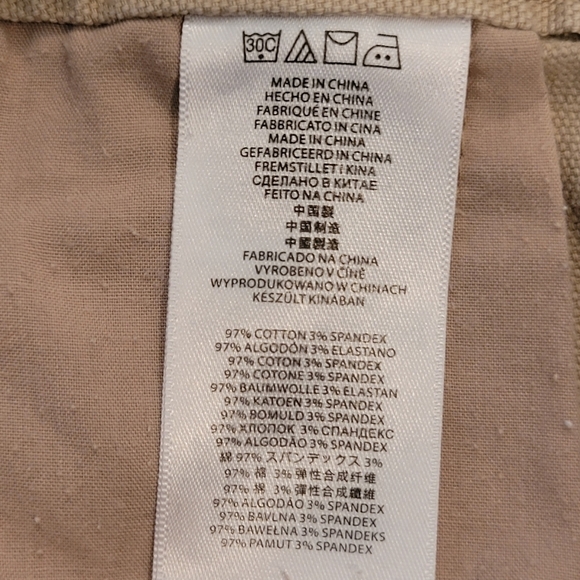 30C
MADE IN CHINA
HECHO EN CHINA
FABRIQUÉ EN CHINE
FABBRICATO IN CINA
MADE IN CHINA
GEFABRICEERD IN CHINA
FREMSTILLET I KINA
СДЕЛАНО В КИТАЕ
FEITO NA CHINA
中国製
中国制造
中國製造
FABRICADO NA CHINA
VYROBENO V ČÍNĚ
WYPRODUKOWANO W CHINACH
KÉSZÜLT KÍNÁBAN
97% COTTON 3% SPANDEX
97% ALGODÓN 3% ELASTANO
97% COTON 3% SPANDEX
97% COTONE 3% SPANDEX
97% BAUMWOLLE 3% ELASTAN
97% KATOEN 3% SPANDEX
97% BOMULD 3% SPANDEX
97% ХЛОПОК 3% СПАНДЕКС
97% ALGODÃO 3% SPANDEX
綿 97% スパンデックス 3%
97% 棉 3% 弹性合成纤维
97% 棉 3% 彈性合成纖維
97% ALGODÃO 3% SPANDEX
97% BAVLNA 3% SPANDEX
97% BAWEŁNA 3% SPANDEKS
97% PAMUT 3% SPANDEX